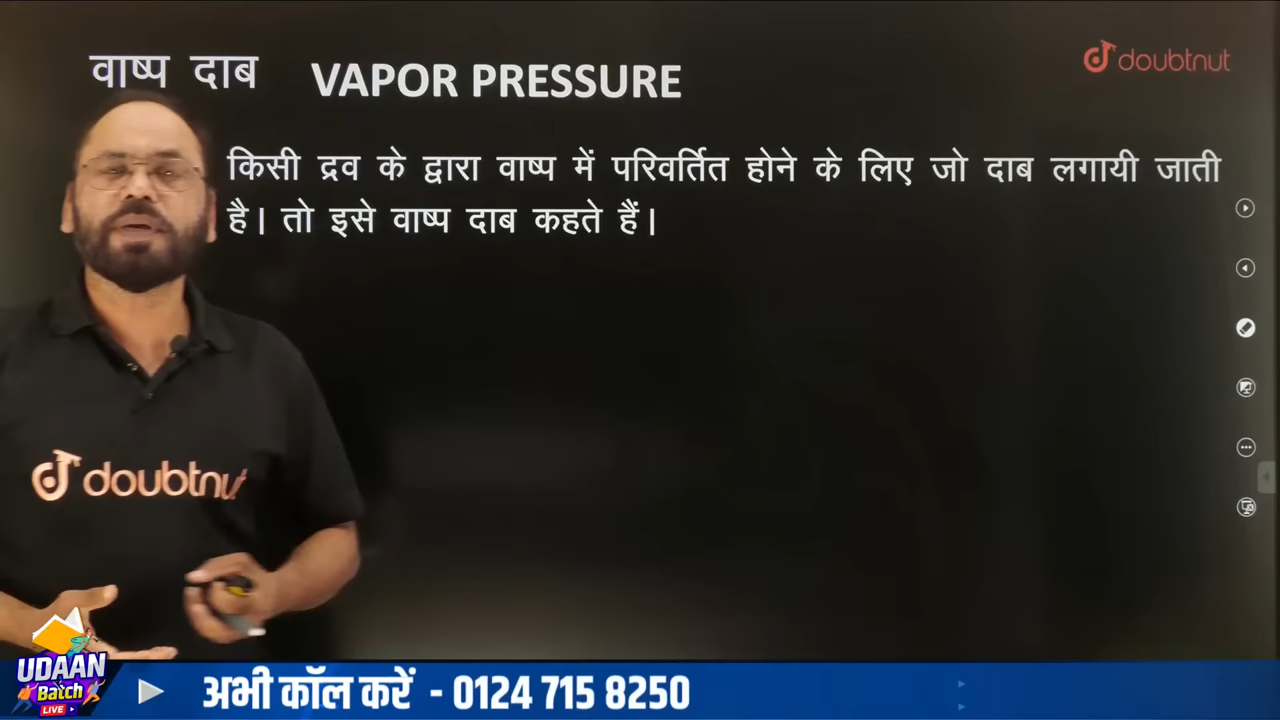 वाष्प दाब VAPOR PRESSURE
doubtnut
किसी द्रव के द्वारा वाष्प में परिवर्तित होने के लिए जो दाब लगायी जाती
है। तो इसे वाष्प दाब कहते हैं।
doubtnut
UDAAN
Batch
LIVE
अभी कॉल करें - 0124 715 8250